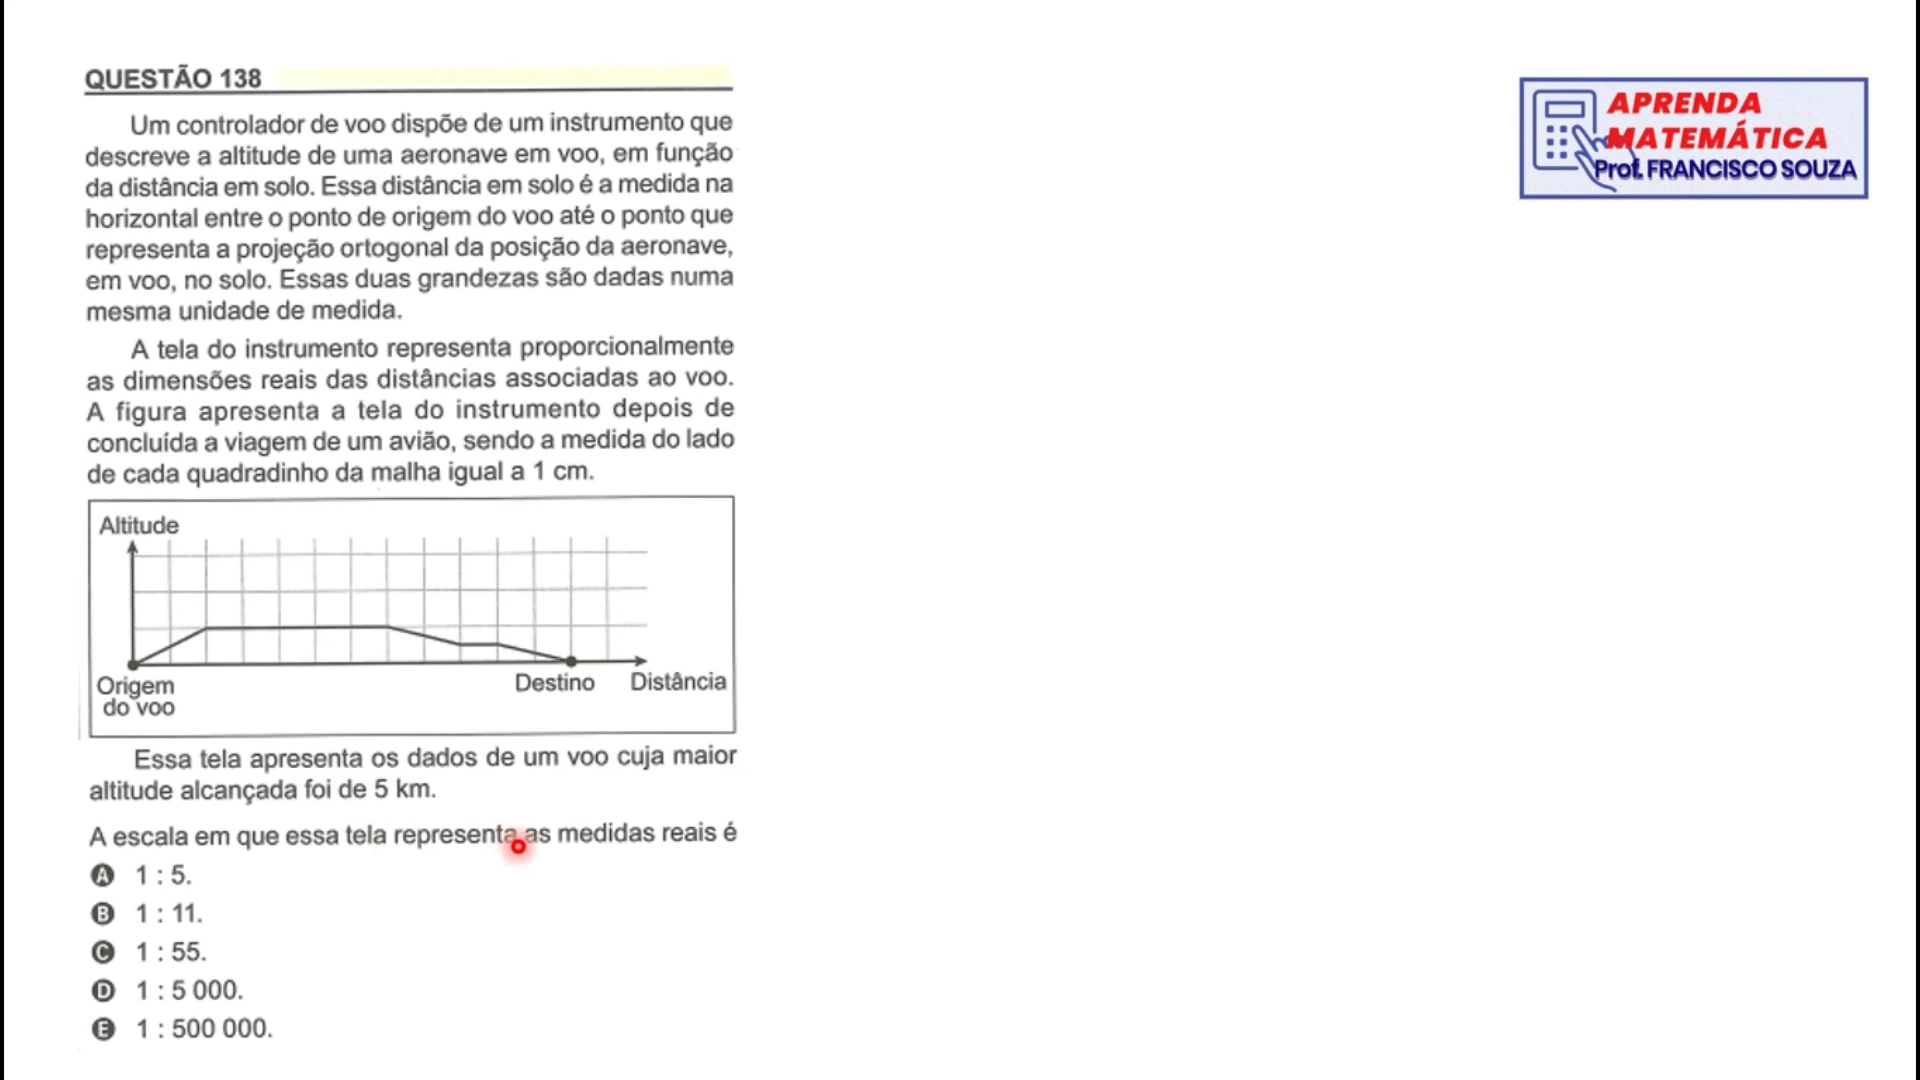 QUESTÃO 138
Um controlador de voo dispõe de um instrumento que
descreve a altitude de uma aeronave em voo, em função
da distância em solo. Essa distância em solo é a medida na
horizontal entre o ponto de origem do voo até o ponto que
representa a projeção ortogonal da posição da aeronave,
em voo, no solo. Essas duas grandezas são dadas numa
mesma unidade de medida.
A tela do instrumento representa proporcionalmente
as dimensões reais das distâncias associadas ao voo.
A figura apresenta a tela do instrumento depois de
concluída a viagem de um avião, sendo a medida do lado
de cada quadradinho da malha igual a 1 cm.
Altitude
Origem
do voo
Destino
Distância
Essa tela apresenta os dados de um voo cuja maior
altitude alcançada foi de 5 km.
A escala em que essa tela representa as medidas reais é
A 1 : 5.
B 1 : 11.
C 1 : 55.
D 1 : 5 000.
E 1 : 500 000.
APRENDA
MATEMÁTICA
Prof. FRANCISCO SOUZA